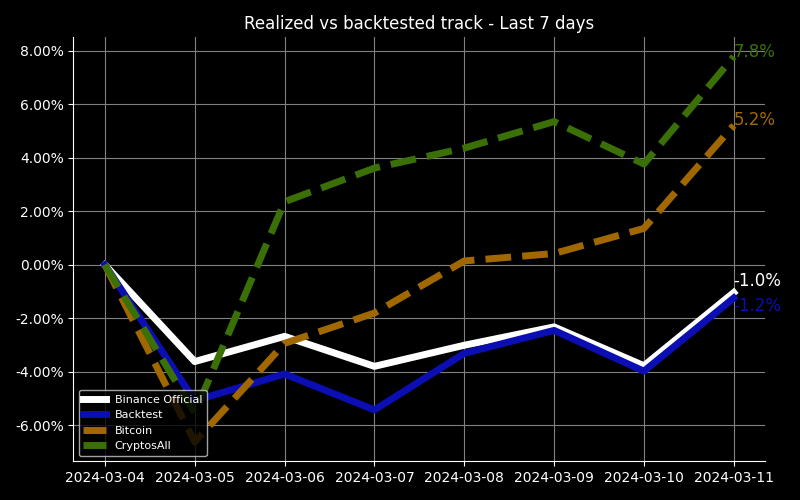 Realized vs backtested track - Last 7 days
8.00%
6.00%
4.00%
2.00%
0.00%
-2.00%
-4.00%
-6.00%
7.8%
5.2%
-1.0%
-1.2%
Binance Official
Backtest
Bitcoin
CryptosAll
2024-03-04 2024-03-05 2024-03-06 2024-03-07 2024-03-08 2024-03-09 2024-03-10 2024-03-11